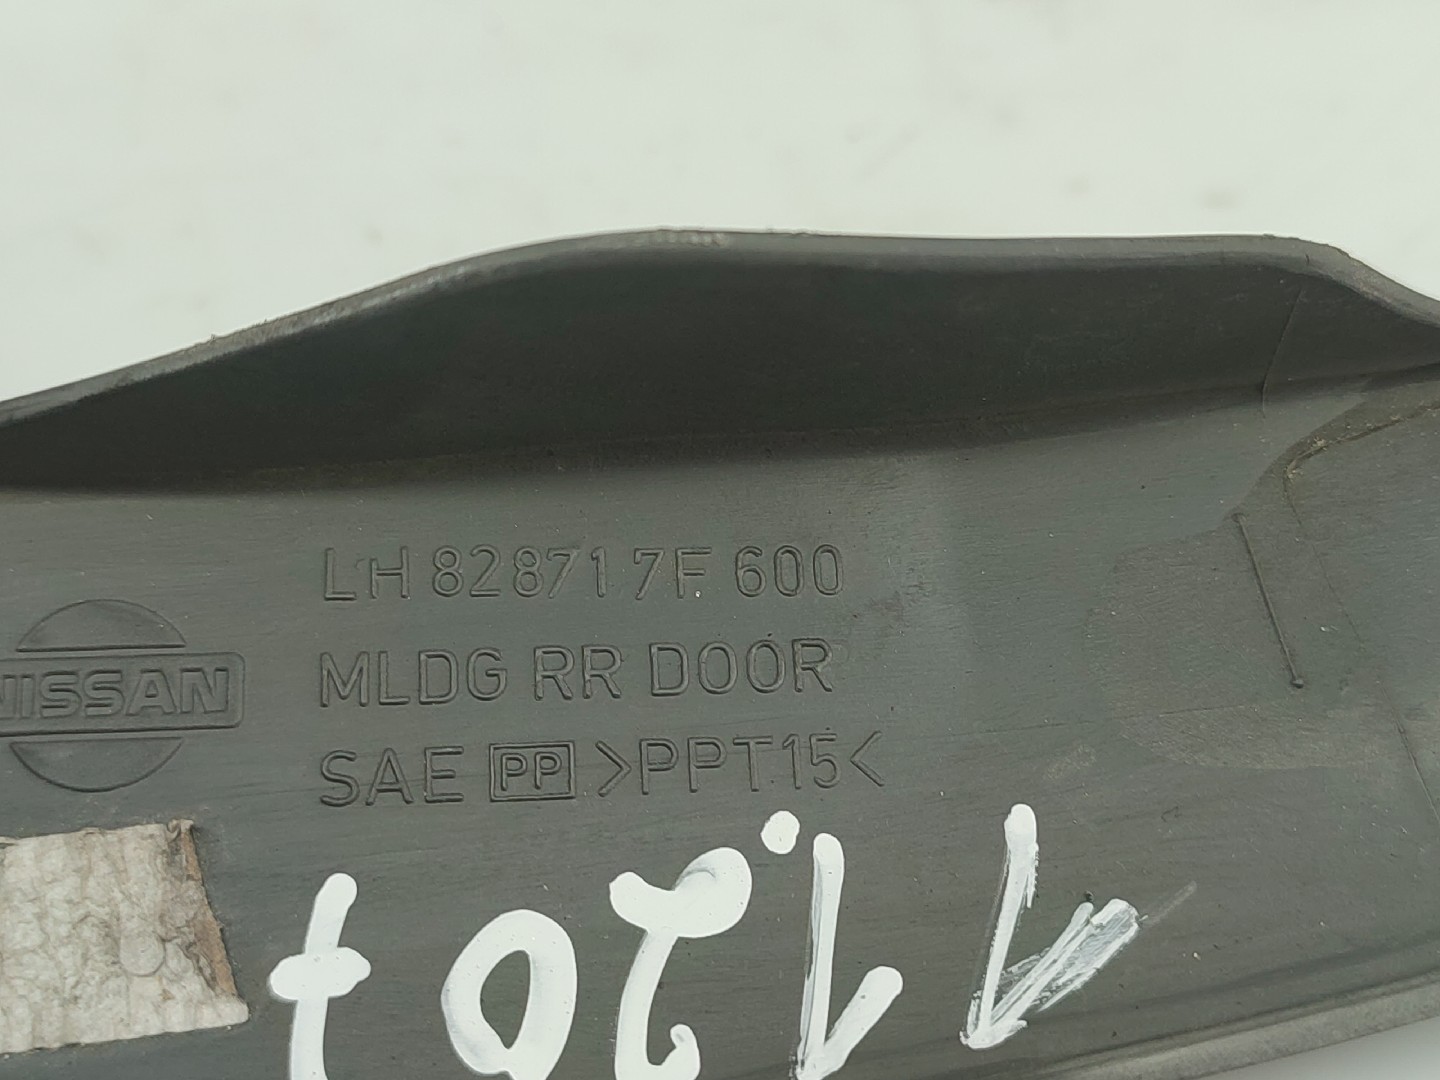 LH 82871 7F 600
NISSAN
MLDG RR DOOR
SAE PP >PPT15<